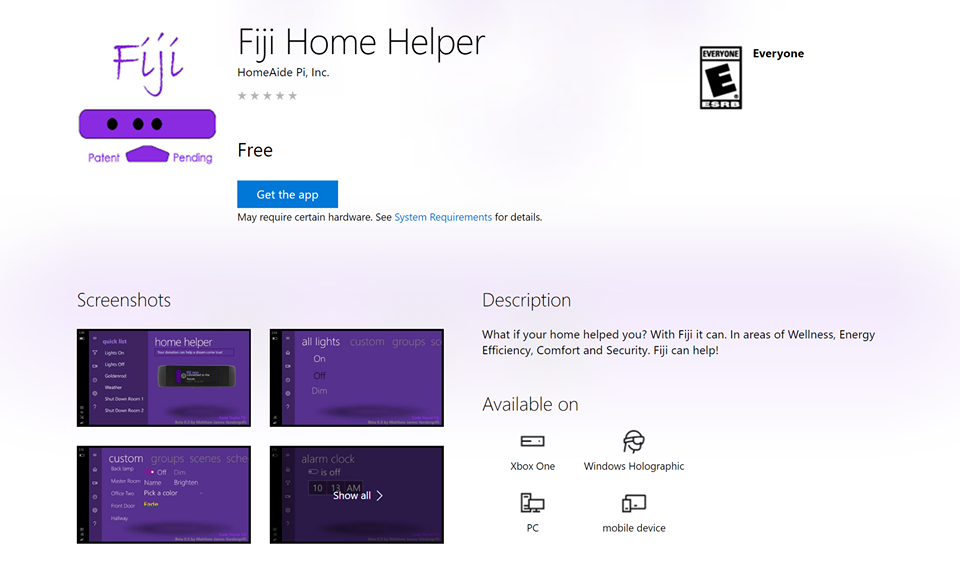 Fiji
Patent Pending
Fiji Home Helper
HomeAide Pi, Inc.
Free
Get the app
May require certain hardware. See System Requirements for details.
EVERYONE
E
ESRB
Everyone
Screenshots
quick list
Lights On
Lights Off
Goldenrod
Weather
Shut Down Room 1
Shut Down Room 2
home helper
Your donation can help a dream come true!
all lights custom groups sc
On
Off
Dim
custom groups scenes sche
Back lamp
Master Room
Office Two
Front Door
Hallway
Off Dim
Name Brighten
Pick a color
Fade
alarm clock
is off
10 13 AM
Show all
Description
What if your home helped you? With Fiji it can. In areas of Wellness, Energy
Efficiency, Comfort and Security. Fiji can help!
Available on
Xbox One
Windows Holographic
PC
mobile device